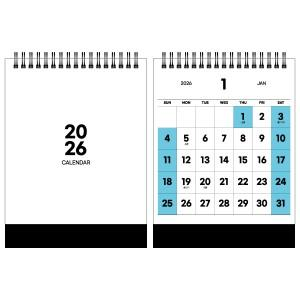 20
26
CALENDAR
2026 1 JAN
SUN MON TUE WED THU FRI SAT
1 2 3
4 5 6 7 8 9 10
11 12 13 14 15 16 17
18 19 20 21 22 23 24
25 26 27 28 29 30 31